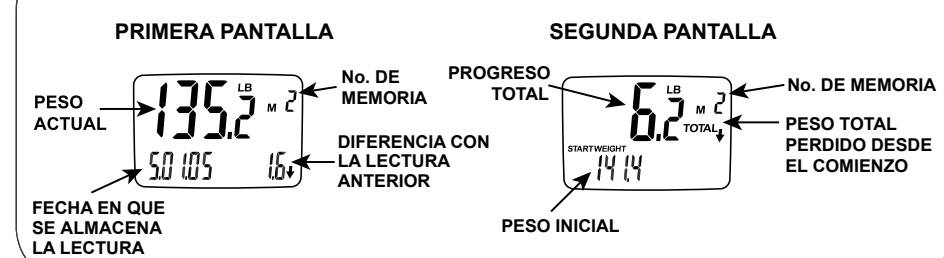 PRIMERA PANTALLA
PESO
ACTUAL
135.2
LB
M 2
5.01.05
1.6
No. DE
MEMORIA
DIFERENCIA CON
LA LECTURA
ANTERIOR
FECHA EN QUE
SE ALMACENA
LA LECTURA
SEGUNDA PANTALLA
PROGRESO
TOTAL
6.2
LB
M 2
TOTAL
START WEIGHT
141.4
No. DE MEMORIA
PESO TOTAL
PERDIDO DESDE
EL COMIENZO
PESO INICIAL